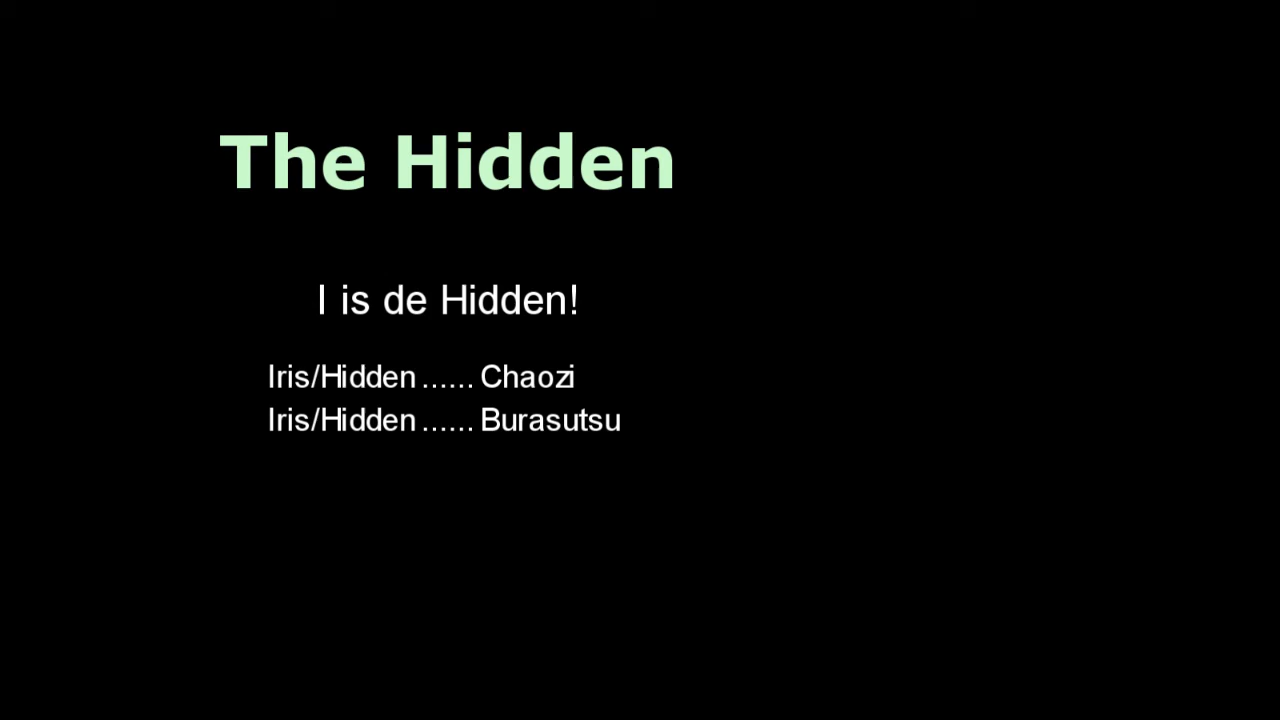 The Hidden
I is de Hidden!
Iris/Hidden ...... Chaozi
Iris/Hidden ...... Burasutsu